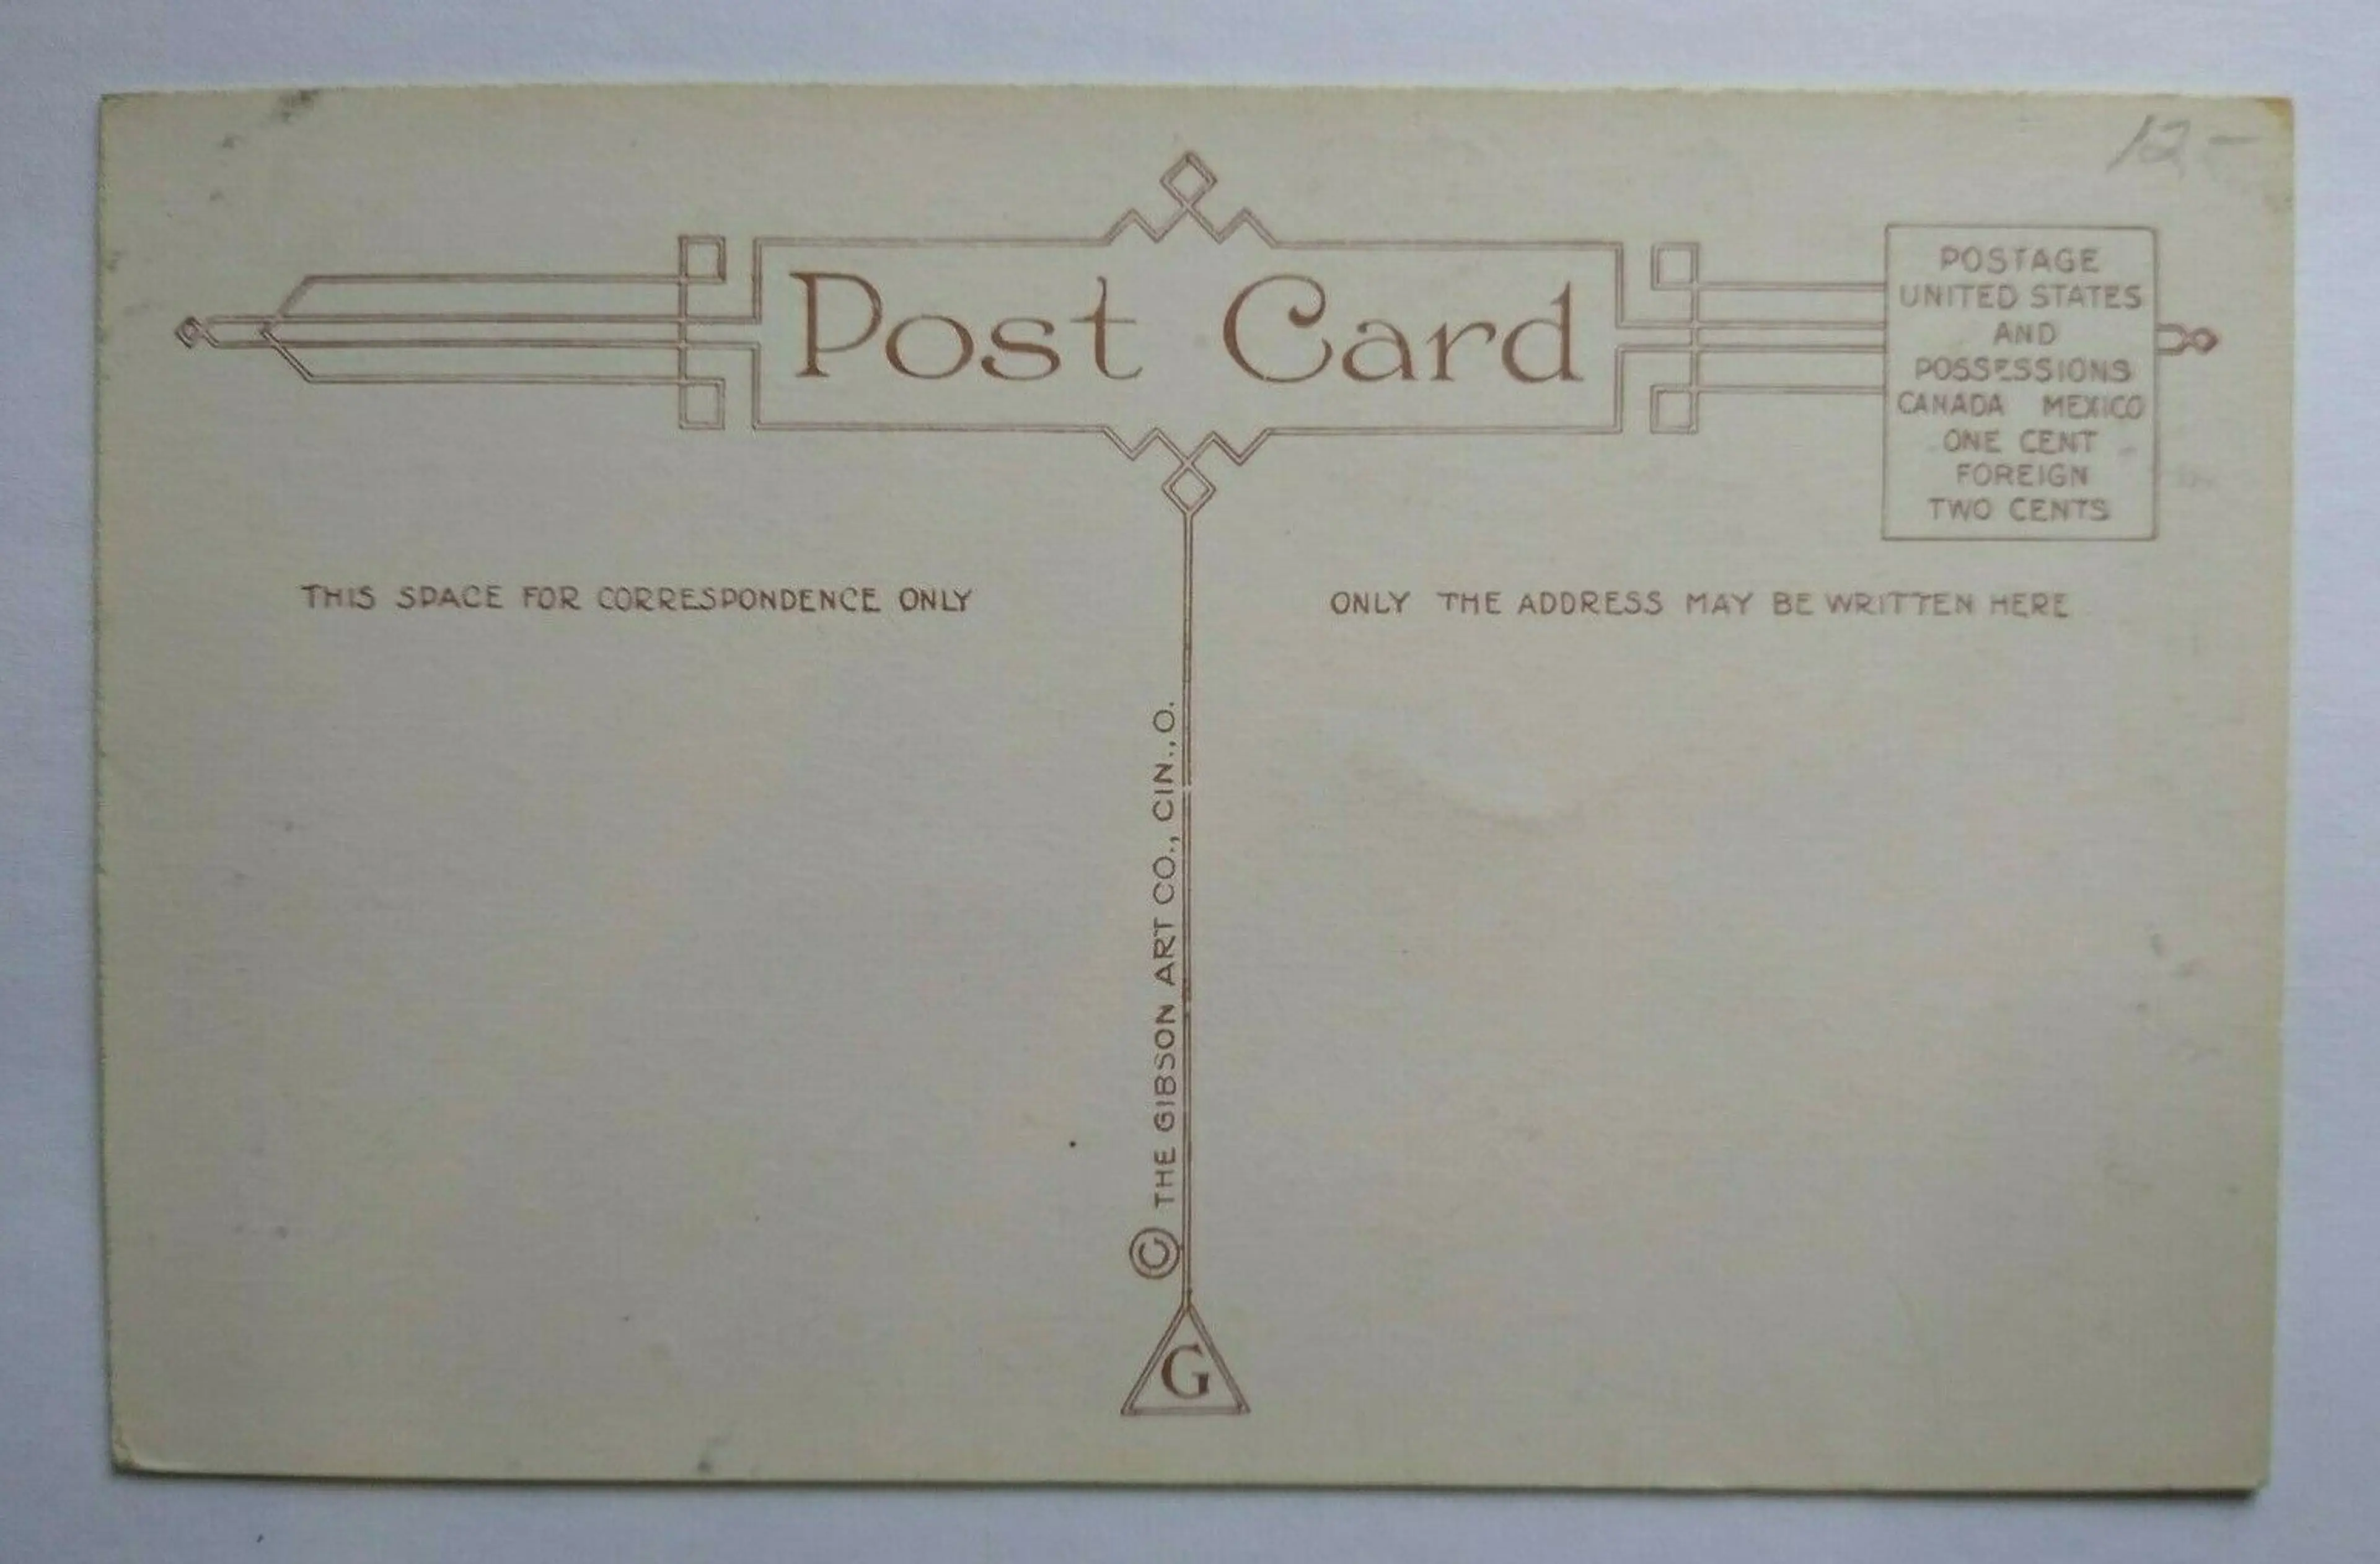 12-
Post Card
POSTAGE
UNITED STATES
AND
POSSESSIONS
CANADA MEXICO
ONE CENT
FOREIGN
TWO CENTS
THIS SPACE FOR CORRESPONDENCE ONLY
ONLY THE ADDRESS MAY BE WRITTEN HERE
© THE GIBSON ART CO., CIN., O.
G